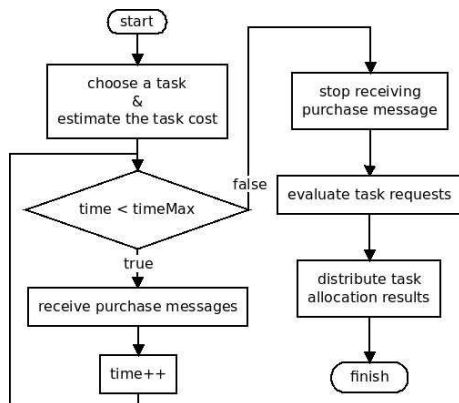 start
choose a task
&
estimate the task cost
time < timeMax
false
true
receive purchase messages
time++
stop receiving
purchase message
evaluate task requests
distribute task
allocation results
finish